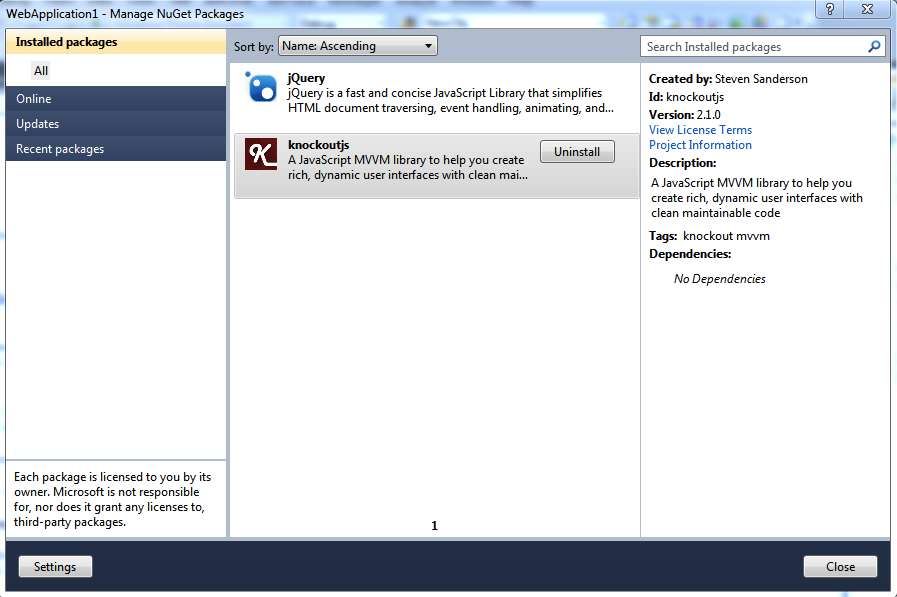 WebApplication1 - Manage NuGet Packages
?
Installed packages
All
Online
Updates
Recent packages
Each package is licensed to you by its
owner. Microsoft is not responsible
for, nor does it grant any licenses to,
third-party packages.
Sort by: Name: Ascending
jQuery
jQuery is a fast and concise JavaScript Library that simplifies
HTML document traversing, event handling, animating, and...
knockoutjs
A JavaScript MVVM library to help you create
rich, dynamic user interfaces with clean mai...
Uninstall
1
Search Installed packages
Created by: Steven Sanderson
Id: knockoutjs
Version: 2.1.0
View License Terms
Project Information
Description:
A JavaScript MVVM library to help you
create rich, dynamic user interfaces with
clean maintainable code
Tags: knockout mvvm
Dependencies:
No Dependencies
Settings
Close